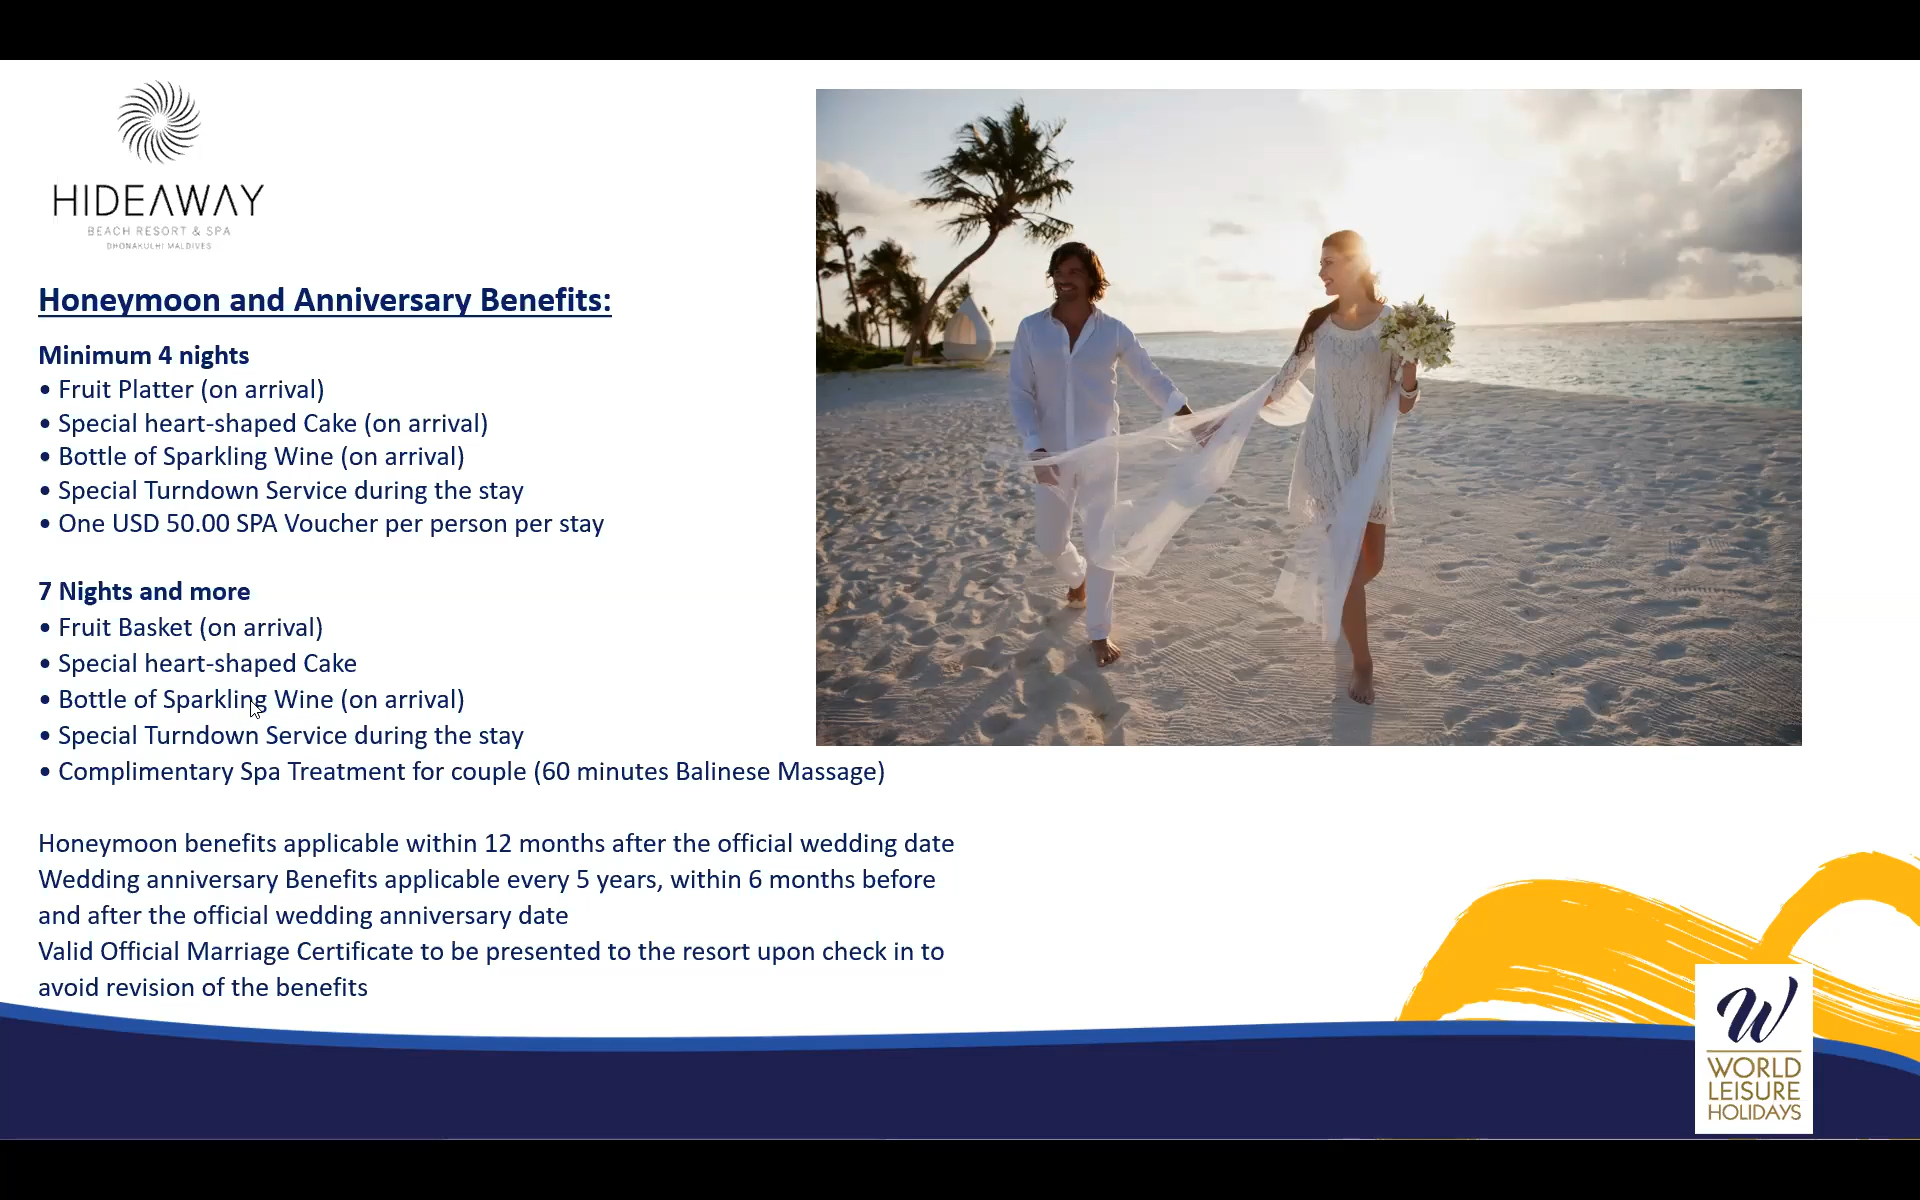 HIDEAWAY
BEACH RESORT & SPA
DHONAKULHI MALDIVES
Honeymoon and Anniversary Benefits:
Minimum 4 nights
• Fruit Platter (on arrival)
• Special heart-shaped Cake (on arrival)
• Bottle of Sparkling Wine (on arrival)
• Special Turndown Service during the stay
• One USD 50.00 SPA Voucher per person per stay
7 Nights and more
• Fruit Basket (on arrival)
• Special heart-shaped Cake
• Bottle of Sparkling Wine (on arrival)
• Special Turndown Service during the stay
• Complimentary Spa Treatment for couple (60 minutes Balinese Massage)
Honeymoon benefits applicable within 12 months after the official wedding date
Wedding anniversary Benefits applicable every 5 years, within 6 months before
and after the official wedding anniversary date
Valid Official Marriage Certificate to be presented to the resort upon check in to
avoid revision of the benefits
W
WORLD
LEISURE
HOLIDAYS